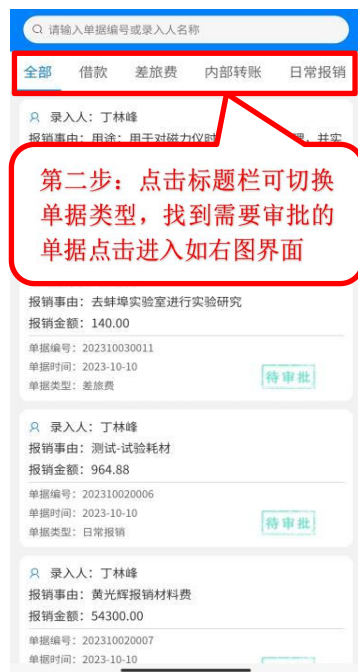 请输入单据编号或录入人名称
全部 借款 差旅费 内部转账 日常报销
录入人：丁林峰
报销事由：用途：用于对磁力仪时
，并实
第二步：点击标题栏可切换
单据类型，找到需要审批的
单据点击进入如右图界面
报销事由：去蚌埠实验室进行实验研究
报销金额：140.00
单据编号：202310030011
单据时间：2023-10-10
单据类型：差旅费
待审批
录入人：丁林峰
报销事由：测试-试验耗材
报销金额：964.88
单据编号：202310020006
单据时间：2023-10-10
单据类型：日常报销
待审批
录入人：丁林峰
报销事由：黄光辉报销材料费
报销金额：54300.00
单据编号：202310020007
单据时间：2023-10-10